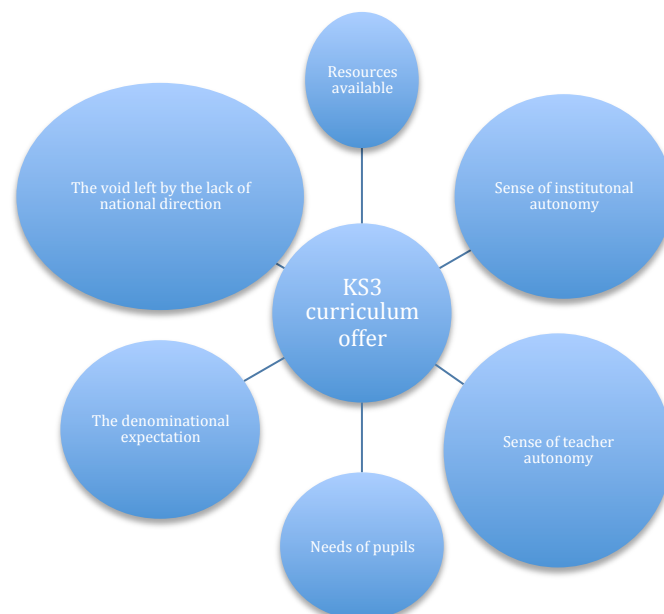 Resources
available
The void left by the lack of
national direction
Sense of institutonal
autonomy
KS3
curriculum
offer
The denominational
expectation
Sense of teacher
autonomy
Needs of pupils